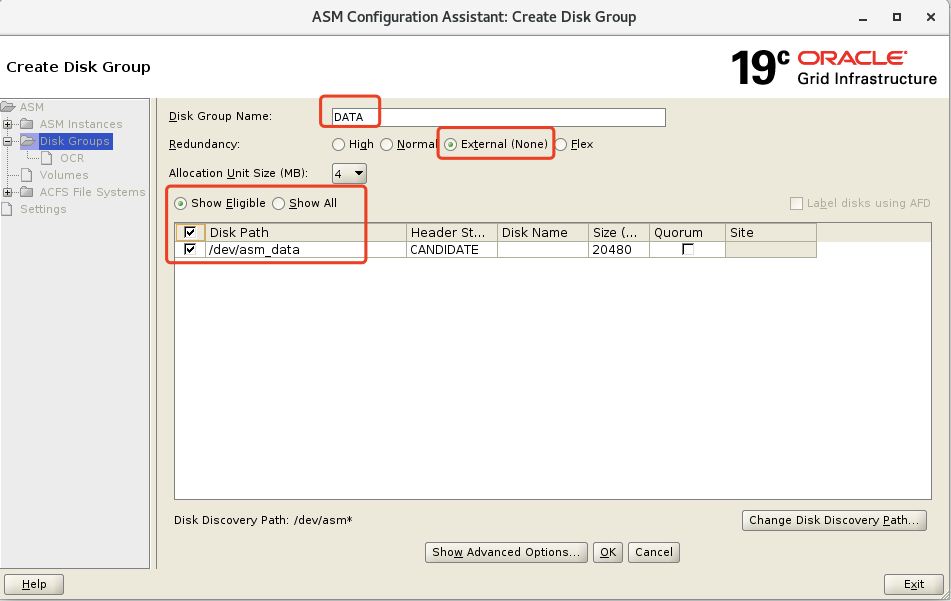 ASM Configuration Assistant: Create Disk Group
Create Disk Group
19c ORACLE
Grid Infrastructure
ASM
ASM Instances
Disk Groups
OCR
Volumes
ACFS File Systems
Settings
Disk Group Name: DATA
Redundancy: High Normal External (None) Flex
Allocation Unit Size (MB): 4
Show Eligible Show All Label disks using AFD
Disk Path Header St... Disk Name Size (... Quorum Site
/dev/asm_data CANDIDATE 20480
Disk Discovery Path: /dev/asm* Change Disk Discovery Path...
Show Advanced Options... OK Cancel
Help Exit